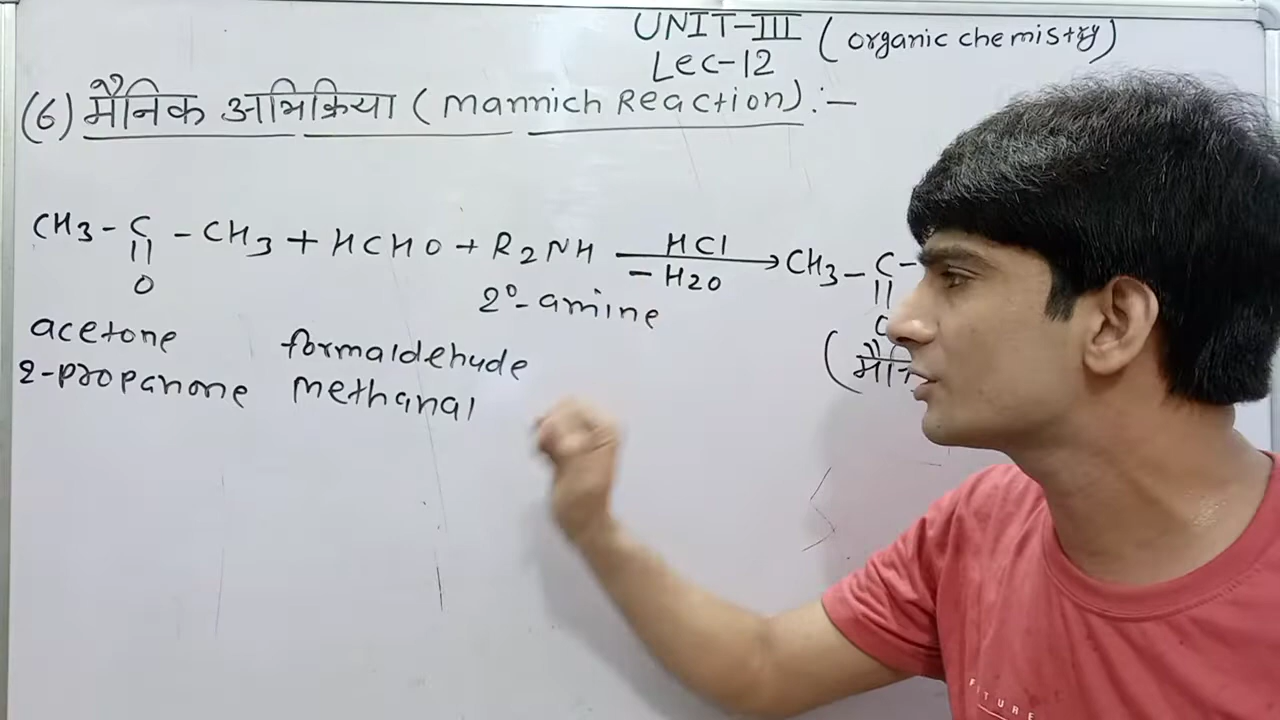 UNIT-III (organic chemistry)
Lec-12
(6) मैनिक अभिक्रिया (Mannich Reaction) :-
CH3 - C - CH3 + HCHO + R2NH HCl → CH3 - C -
|| - H2O ||
O 2°-amine
acetone formaldehyde
2-propanone methanal